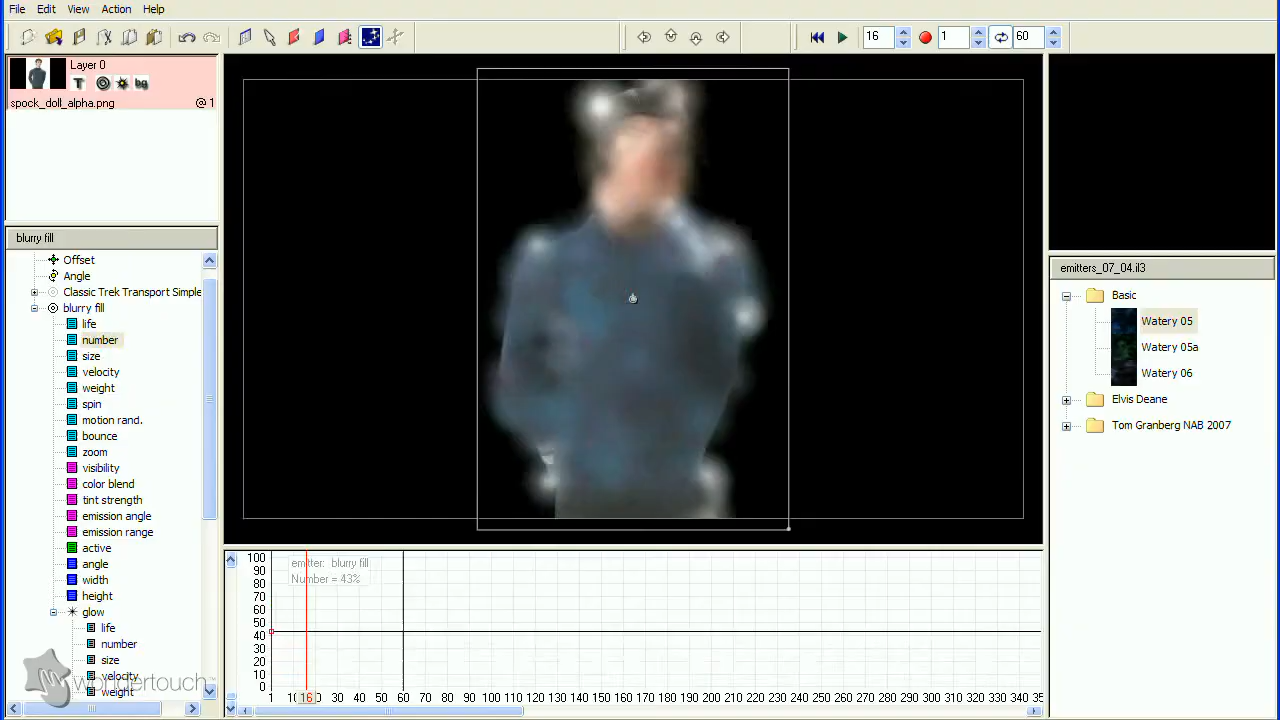 File Edit View Action Help
16 1 60
Layer 0
T bg
spock_doll_alpha.png @ 1
blurry fill
Offset
Angle
Classic Trek Transport Simple
blurry fill
life
number
size
velocity
weight
spin
motion rand.
bounce
zoom
visibility
color blend
tint strength
emission angle
emission range
active
angle
width
height
glow
life
number
size
velocity
weight
wondertouch
emitters_07_04.il3
Basic
Watery 05
Watery 05a
Watery 06
Elvis Deane
Tom Granberg NAB 2007
emitter: blurry fill
Number = 43%
100
90
80
70
60
50
40
30
20
10
0
1 10 16 30 40 50 60 70 80 90 100 110 120 130 140 150 160 170 180 190 200 210 220 230 240 250 260 270 280 290 300 310 320 330 340 35